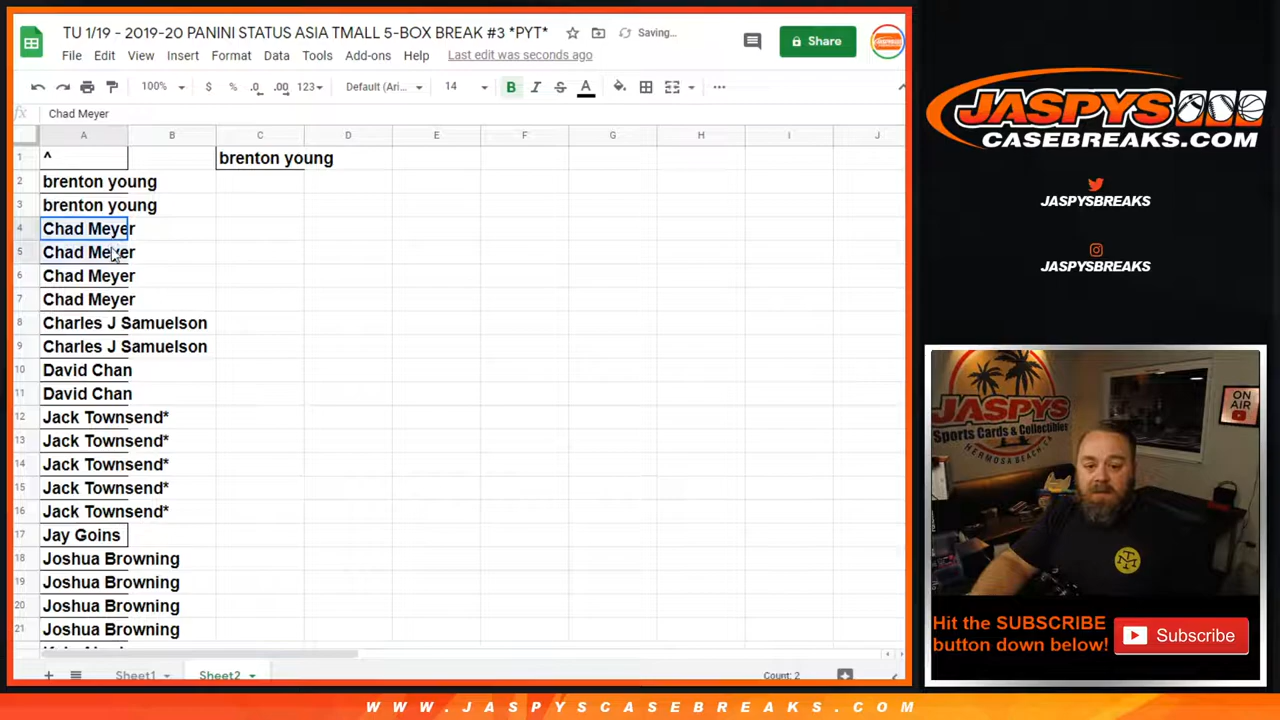 TU 1/19 - 2019-20 PANINI STATUS ASIA TMALL 5-BOX BREAK #3 *PYT*
Saving...
File Edit View Insert Format Data Tools Add-ons Help Last edit was seconds ago
Share
100% $ % .0 .00 123 Default (Ari... 14 B I S A
fx Chad Meyer
A B C D E F G H I J
1 ^ brenton young
2 brenton young
3 brenton young
4 Chad Meyer
5 Chad Meyer
6 Chad Meyer
7 Chad Meyer
8 Charles J Samuelson
9 Charles J Samuelson
10 David Chan
11 David Chan
12 Jack Townsend*
13 Jack Townsend*
14 Jack Townsend*
15 Jack Townsend*
16 Jack Townsend*
17 Jay Goins
18 Joshua Browning
19 Joshua Browning
20 Joshua Browning
21 Joshua Browning
Sheet1 Sheet2 Count: 2
JASPYS
CASEBREAKS.COM
JASPYSBREAKS
JASPYSBREAKS
JASPYS
Sports Cards & Collectibles
HERMOSA BEACH, CA
ON
AIR
Hit the SUBSCRIBE
button down below!
Subscribe
WWW.JASPYSCASEBREAKS.COM